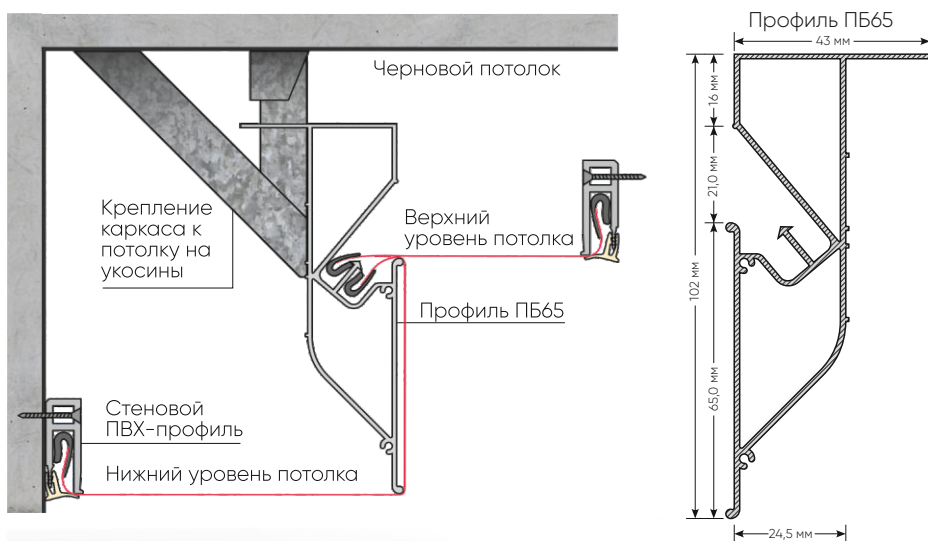 Профиль ПБ65
43 мм
Черновой потолок
16 мм
21,0 мм
Крепление
каркаса к
потолку на
укосины
Верхний
уровень потолка
102 мм
Профиль ПБ65
65,0 мм
Стеновой
ПВХ-профиль
Нижний уровень потолка
24,5 мм